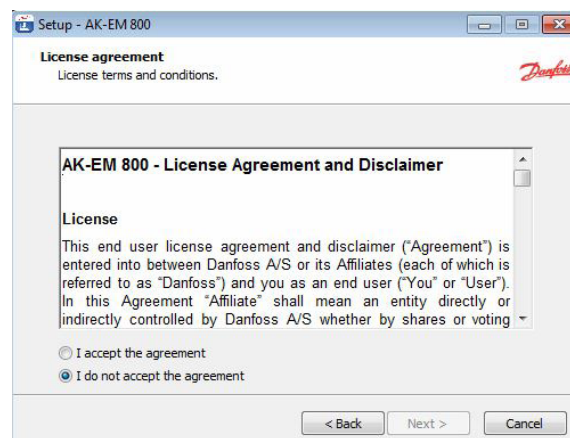 Setup - AK-EM 800
License agreement
License terms and conditions.
Danfoss
AK-EM 800 - License Agreement and Disclaimer
License
This end user license agreement and disclaimer (“Agreement”) is
entered into between Danfoss A/S or its Affiliates (each of which is
referred to as “Danfoss”) and you as an end user (“You” or “User”).
In this Agreement “Affiliate” shall mean an entity directly or
indirectly controlled by Danfoss A/S whether by shares or voting
I accept the agreement
I do not accept the agreement
< Back
Next >
Cancel